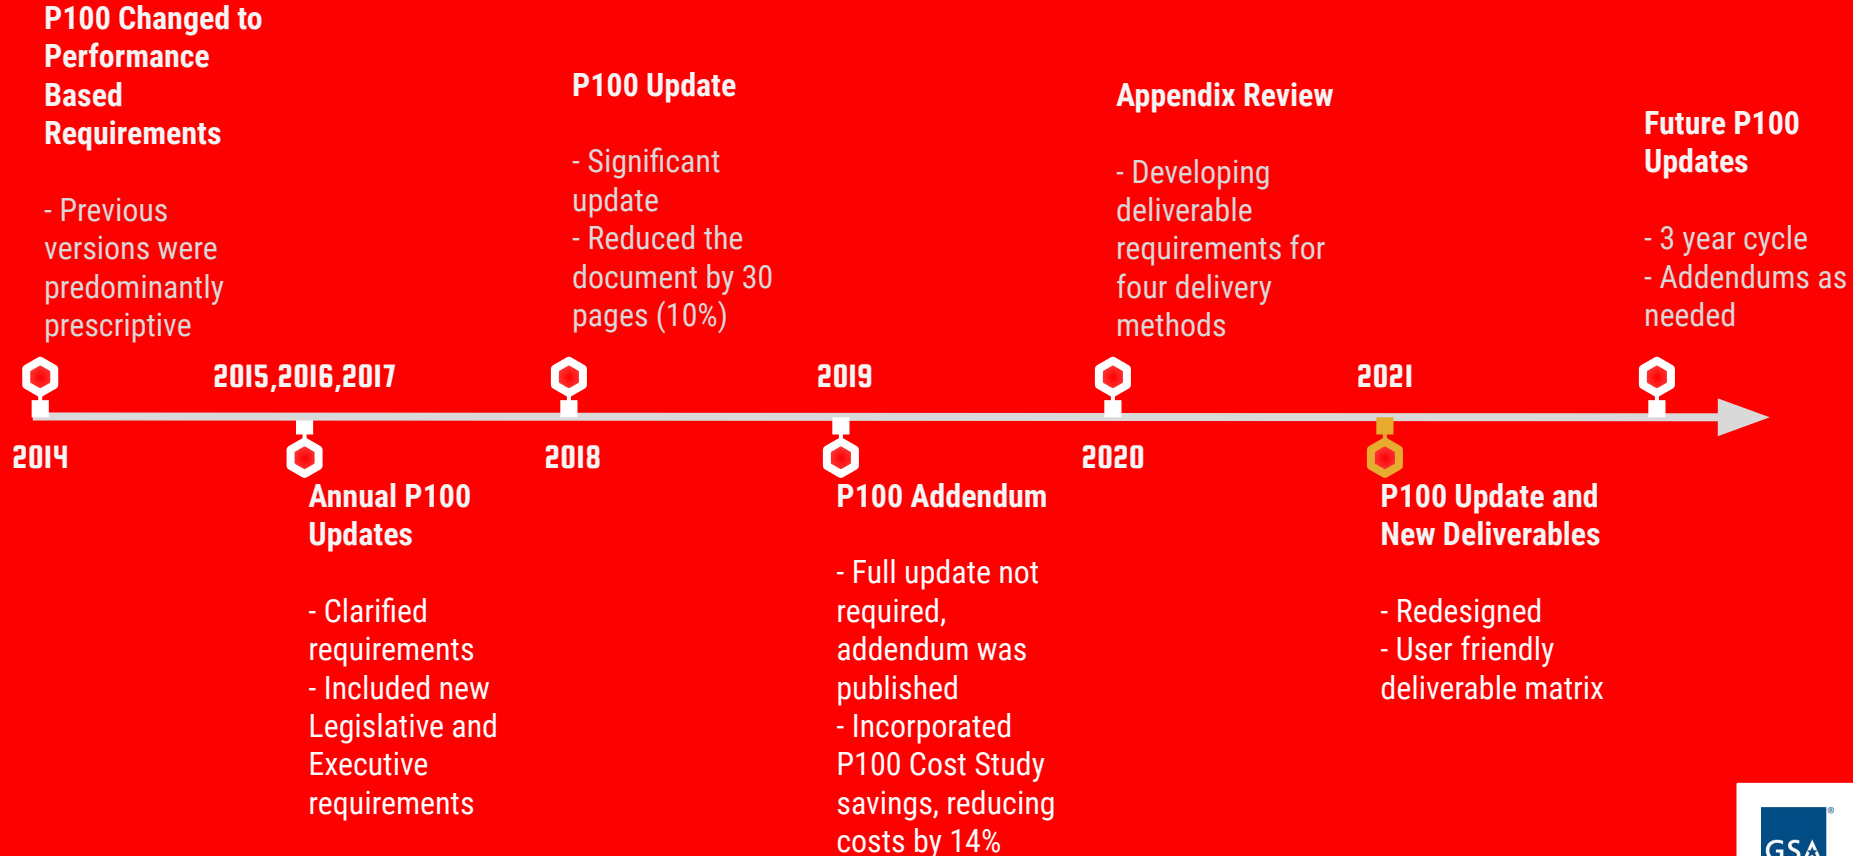 P100 Changed to
Performance
Based
Requirements
- Previous
versions were
predominantly
prescriptive
2014
2015,2016,2017
Annual P100
Updates
- Clarified
requirements
- Included new
Legislative and
Executive
requirements
P100 Update
- Significant
update
- Reduced the
document by 30
pages (10%)
2018
2019
P100 Addendum
- Full update not
required,
addendum was
published
- Incorporated
P100 Cost Study
savings, reducing
costs by 14%
Appendix Review
- Developing
deliverable
requirements for
four delivery
methods
2020
2021
P100 Update and
New Deliverables
- Redesigned
- User friendly
deliverable matrix
Future P100
Updates
- 3 year cycle
- Addendums as
needed
GSA
®